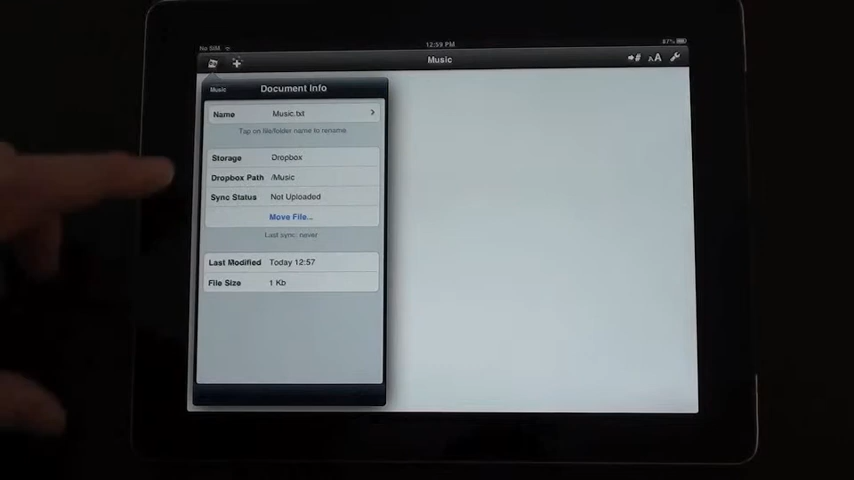 No SIM 12:59 PM 87%
Music
AA
Music Document Info
Name Music.txt
Tap on file/folder name to rename
Storage Dropbox
Dropbox Path /Music
Sync Status Not Uploaded
Move File...
Last sync: never
Last Modified Today 12:57
File Size 1 Kb